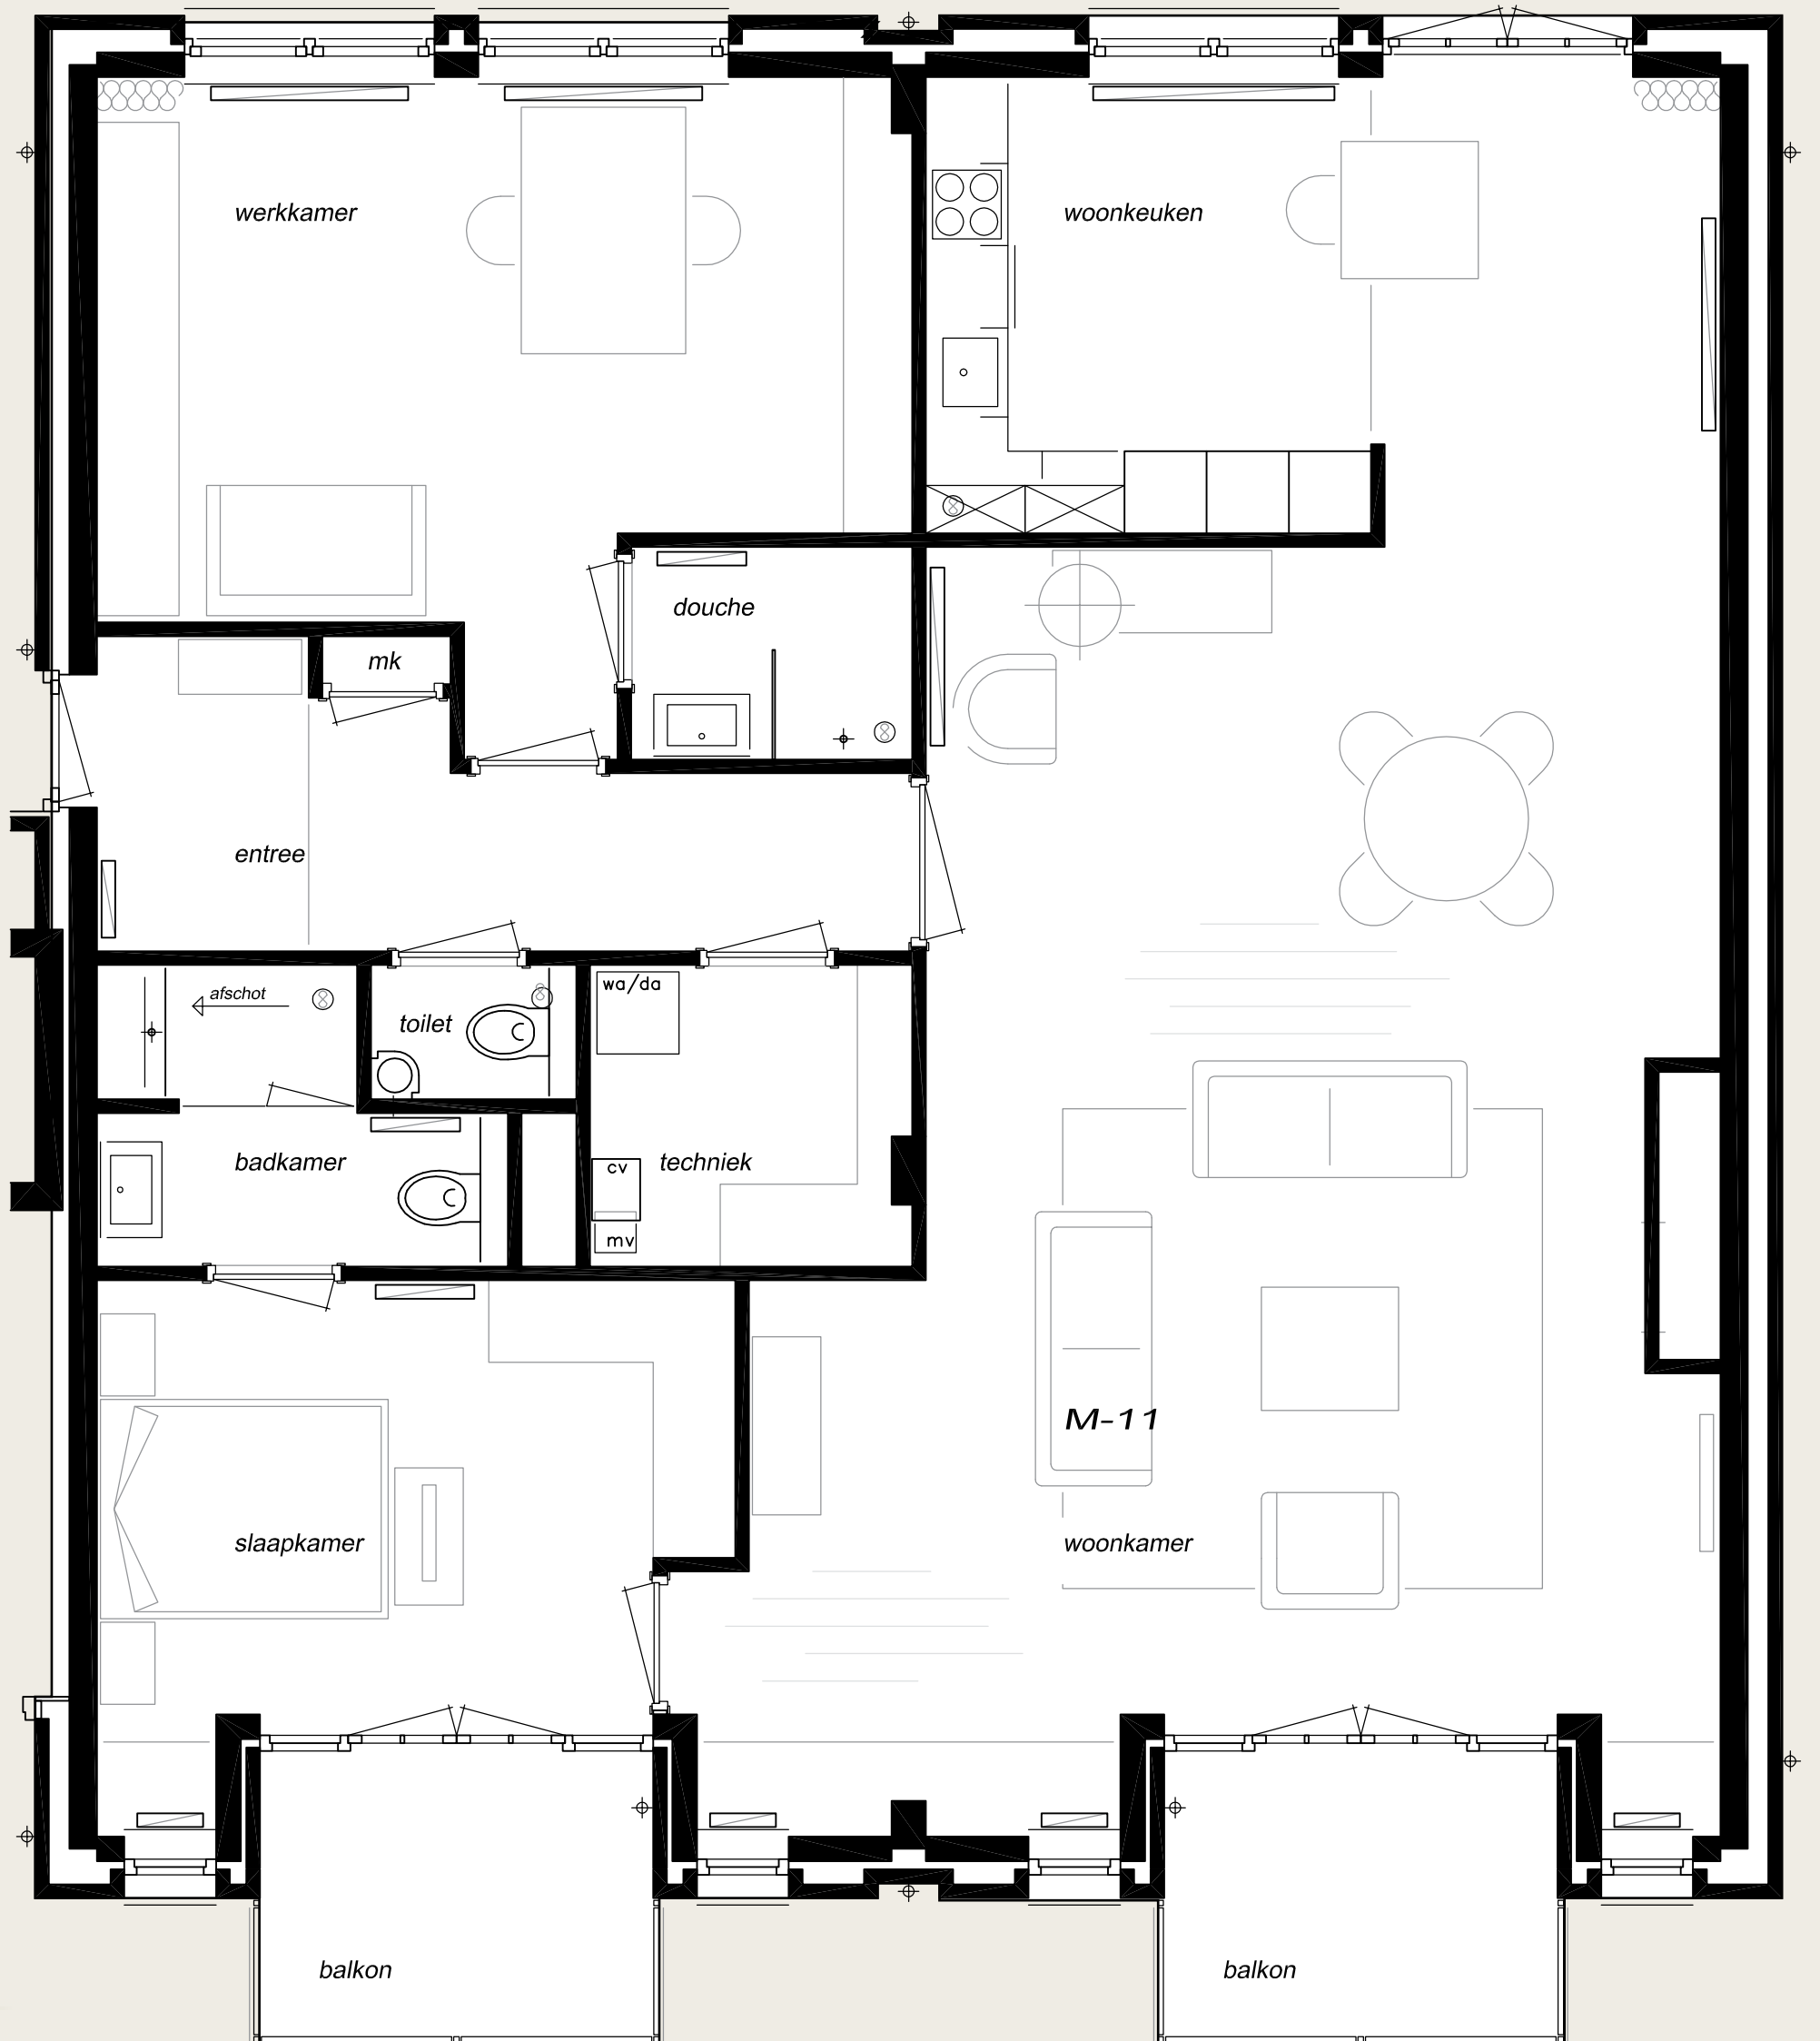 werkkamer
woonkeuken
douche
mk
entree
afschot
toilet
wa/da
badkamer
cv
techniek
mv
M-11
slaapkamer
woonkamer
balkon
balkon